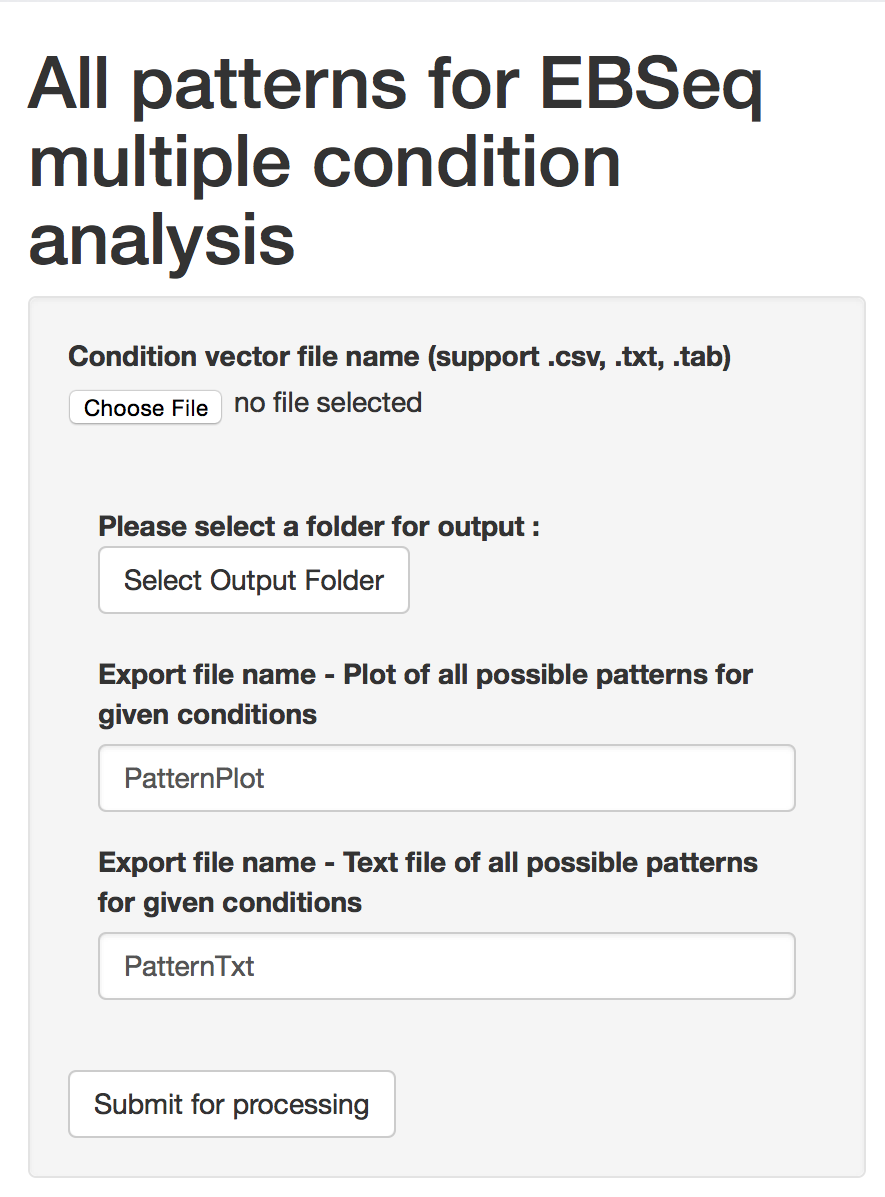 All patterns for EBSeq
multiple condition
analysis
Condition vector file name (support .csv, .txt, .tab)
Choose File no file selected
Please select a folder for output :
Select Output Folder
Export file name - Plot of all possible patterns for
given conditions
PatternPlot
Export file name - Text file of all possible patterns
for given conditions
PatternTxt
Submit for processing